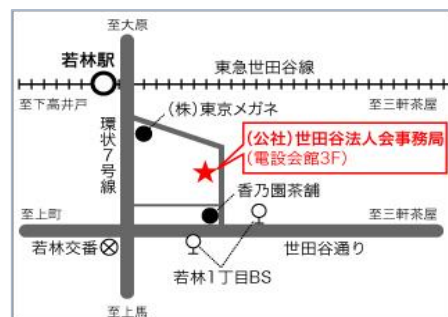 至大原
若林駅
東急世田谷線
至下高井戸
至三軒茶屋
(株)東京メガネ
環状7号線
(公社)世田谷法人会事務局
(電設会館3F)
香乃園茶舗
至上町
至三軒茶屋
若林交番
世田谷通り
若林1丁目BS
至上馬